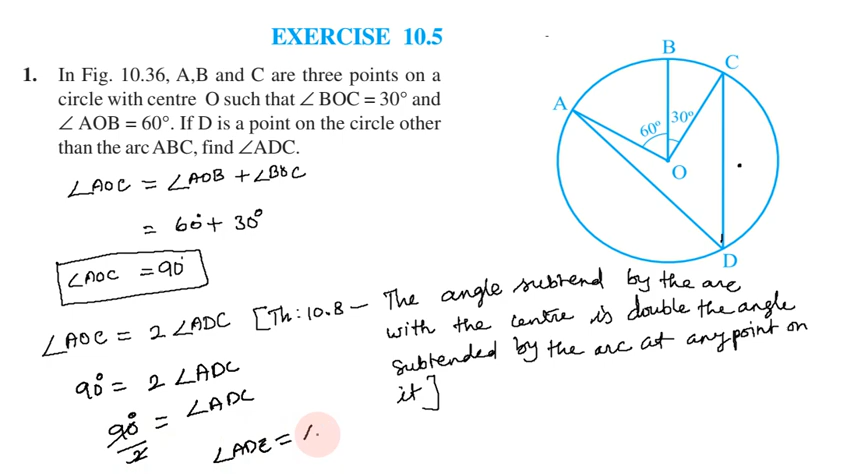 EXERCISE 10.5
1. In Fig. 10.36, A,B and C are three points on a
circle with centre O such that ∠ BOC = 30° and
∠ AOB = 60°. If D is a point on the circle other
than the arc ABC, find ∠ADC.
B
C
A
60°
30°
O
D
∠AOC = ∠AOB + ∠BOC
= 60° + 30°
∠AOC = 90°
∠AOC = 2 ∠ADC [Th: 10.8 – The angle subtend by the arc
with the centre is double the angle
subtended by the arc at any point on
it]
90° = 2 ∠ADC
90°/2 = ∠ADC